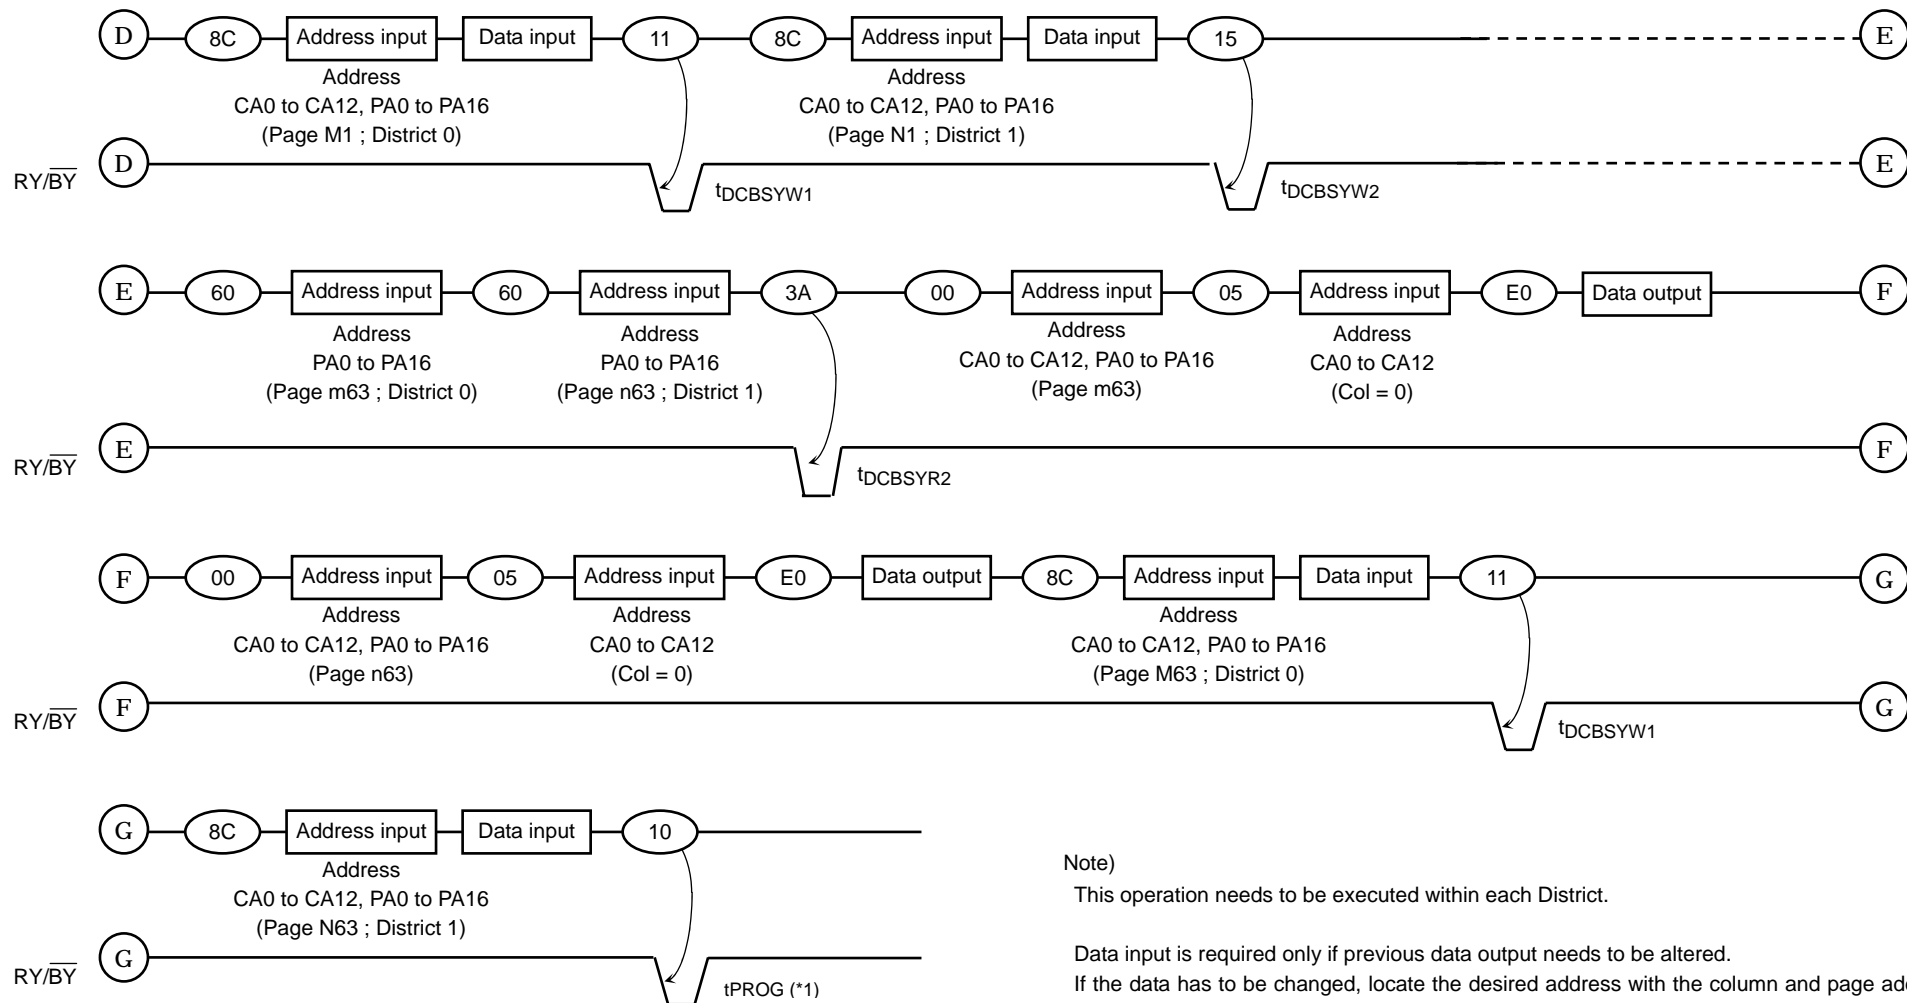 D 8C Address input Data input 11 8C Address input Data input 15 E
Address Address
CA0 to CA12, PA0 to PA16 CA0 to CA12, PA0 to PA16
(Page M1 ; District 0) (Page N1 ; District 1)
RY/BY D tDCBSYW1 tDCBSYW2 E
E 60 Address input 60 Address input 3A 00 Address input 05 Address input E0 Data output F
Address Address Address Address
PA0 to PA16 PA0 to PA16 CA0 to CA12, PA0 to PA16 CA0 to CA12
(Page m63 ; District 0) (Page n63 ; District 1) (Page m63) (Col = 0)
RY/BY E tDCBSYR2 F
F 00 Address input 05 Address input E0 Data output 8C Address input Data input 11 G
Address Address Address
CA0 to CA12, PA0 to PA16 CA0 to CA12 CA0 to CA12, PA0 to PA16
(Page n63) (Col = 0) (Page M63 ; District 0)
RY/BY F tDCBSYW1 G
G 8C Address input Data input 10
Address
CA0 to CA12, PA0 to PA16
(Page N63 ; District 1)
RY/BY G tPROG (*1)
Note)
This operation needs to be executed within each District.
Data input is required only if previous data output needs to be altered.
If the data has to be changed, locate the desired address with the column and page